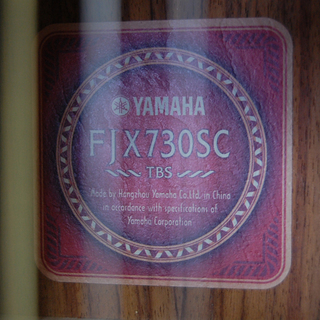 YAMAHA
FJX730SC
TBS
Made by Hangzhou Yamaha Co.Ltd. in China
in accordance with specifications of
Yamaha Corporation